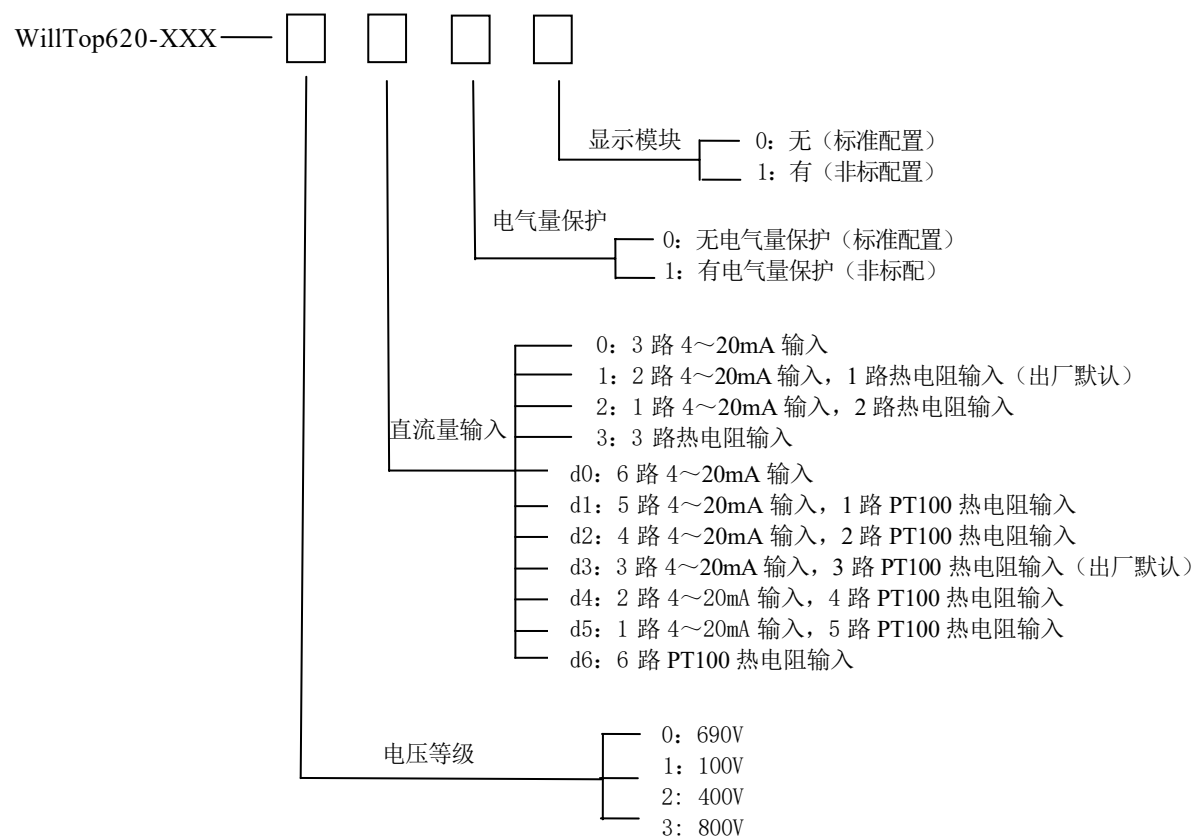 WillTop620-XXX
显示模块
0: 无（标准配置）
1: 有（非标配置）
电气量保护
0: 无电气量保护（标准配置）
1: 有电气量保护（非标配）
直流量输入
0: 3 路 4～20mA 输入
1: 2 路 4～20mA 输入，1 路热电阻输入（出厂默认）
2: 1 路 4～20mA 输入，2 路热电阻输入
3: 3 路热电阻输入
d0: 6 路 4～20mA 输入
d1: 5 路 4～20mA 输入，1 路 PT100 热电阻输入
d2: 4 路 4～20mA 输入，2 路 PT100 热电阻输入
d3: 3 路 4～20mA 输入，3 路 PT100 热电阻输入（出厂默认）
d4: 2 路 4～20mA 输入，4 路 PT100 热电阻输入
d5: 1 路 4～20mA 输入，5 路 PT100 热电阻输入
d6: 6 路 PT100 热电阻输入
电压等级
0: 690V
1: 100V
2: 400V
3: 800V